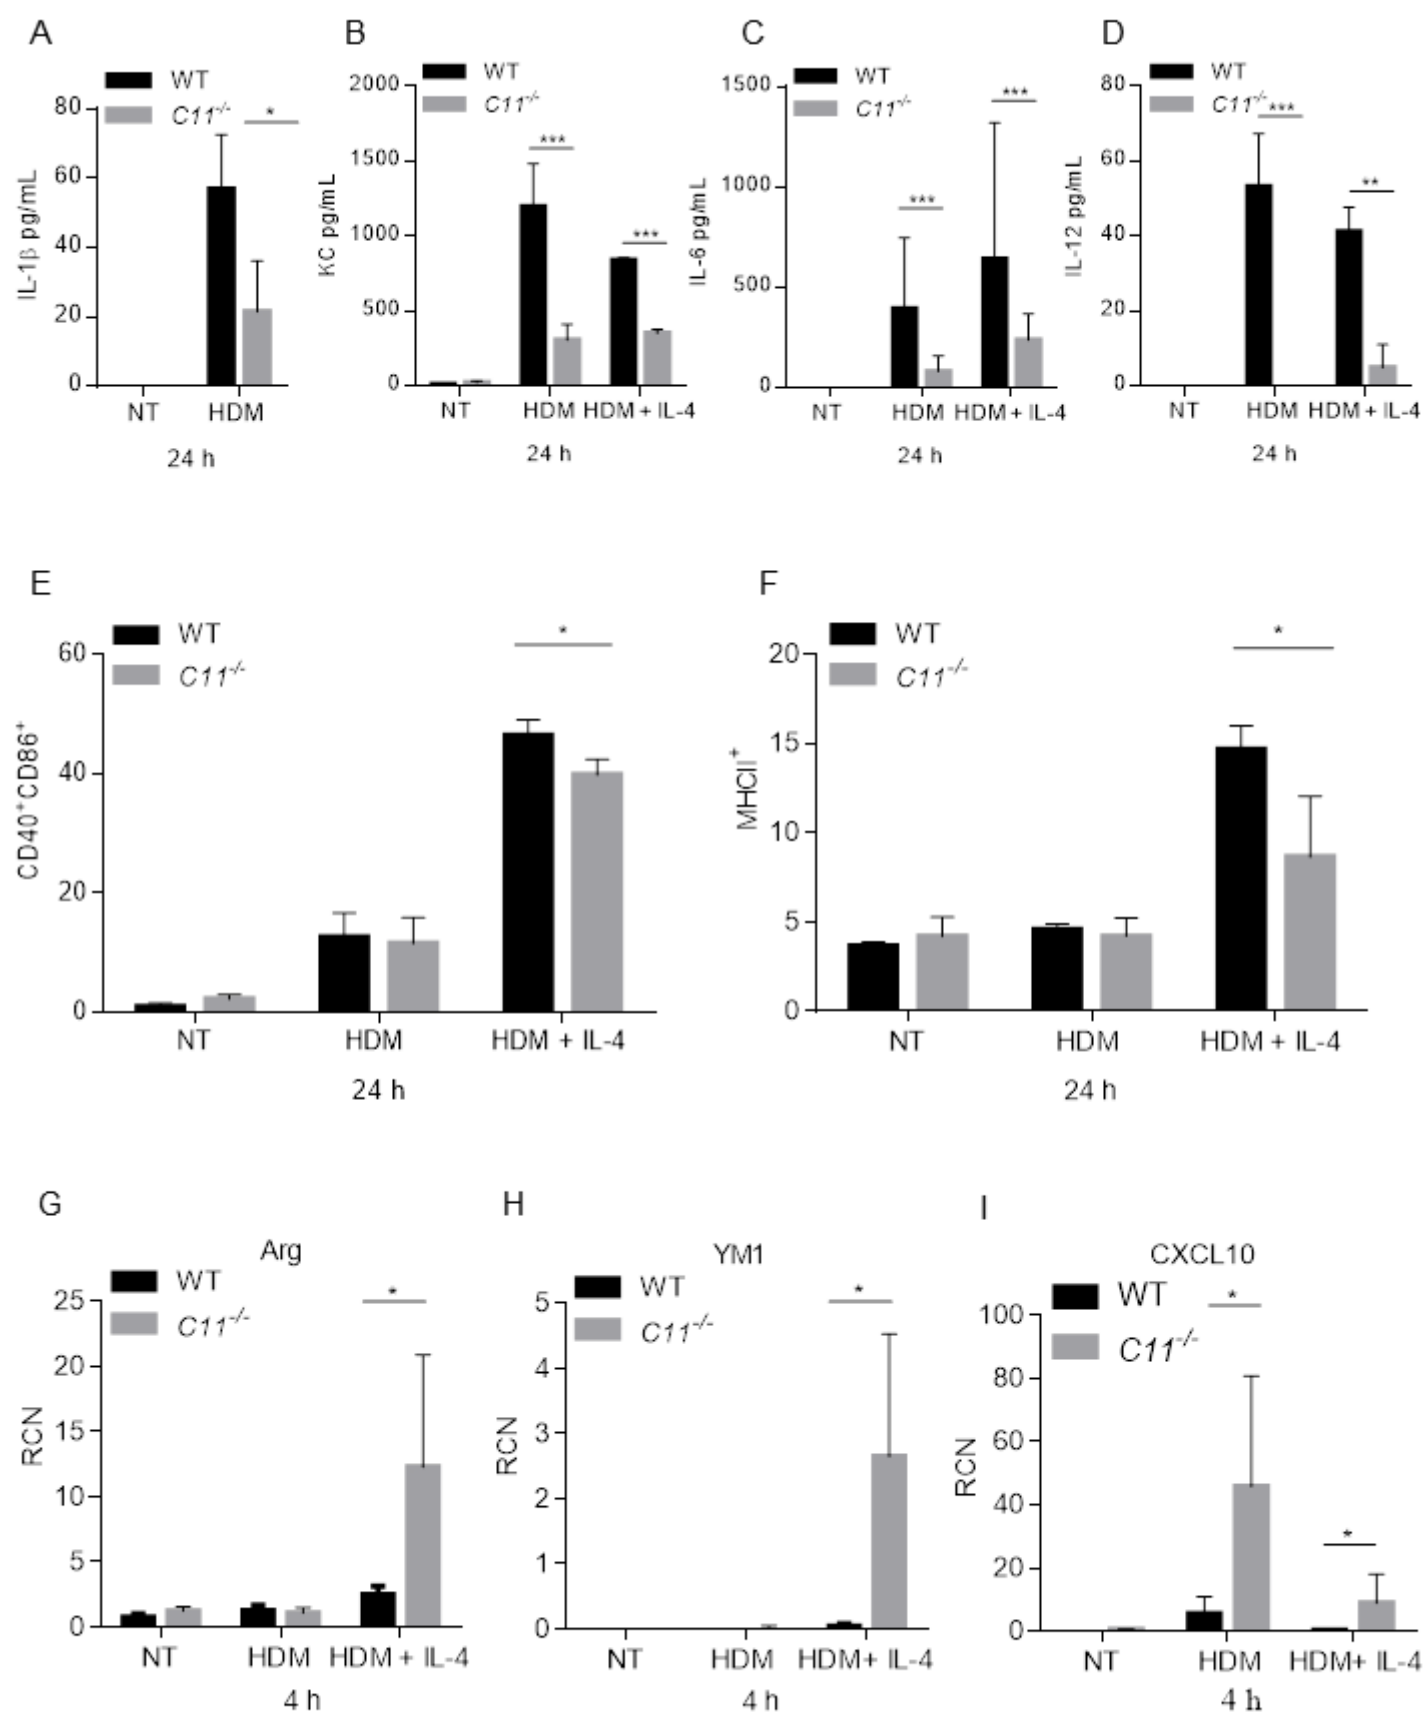 A
WT
C11-/-
*
IL-1β pg/mL
80
60
40
20
0
NT HDM
24 h
B
WT
C11-/-
***
***
KC pg/mL
2000
1500
1000
500
0
NT HDM HDM + IL-4
24 h
C
WT
C11-/-
***
***
IL-6 pg/mL
1500
1000
500
0
NT HDM HDM + IL-4
24 h
D
WT
C11-/-
***
**
IL-12 pg/mL
80
60
40
20
0
NT HDM HDM + IL-4
24 h
E
WT
C11-/-
*
CD40+CD86+
60
40
20
0
NT HDM HDM + IL-4
24 h
F
WT
C11-/-
*
MHCII+
20
15
10
5
0
NT HDM HDM + IL-4
24 h
G
Arg
WT
C11-/-
*
RCN
25
20
15
10
5
0
NT HDM HDM + IL-4
4 h
H
YM1
WT
C11-/-
*
RCN
5
4
3
2
1
0
NT HDM HDM+ IL-4
4 h
I
CXCL10
WT
C11-/-
*
*
RCN
100
80
60
40
20
0
NT HDM HDM+ IL-4
4 h